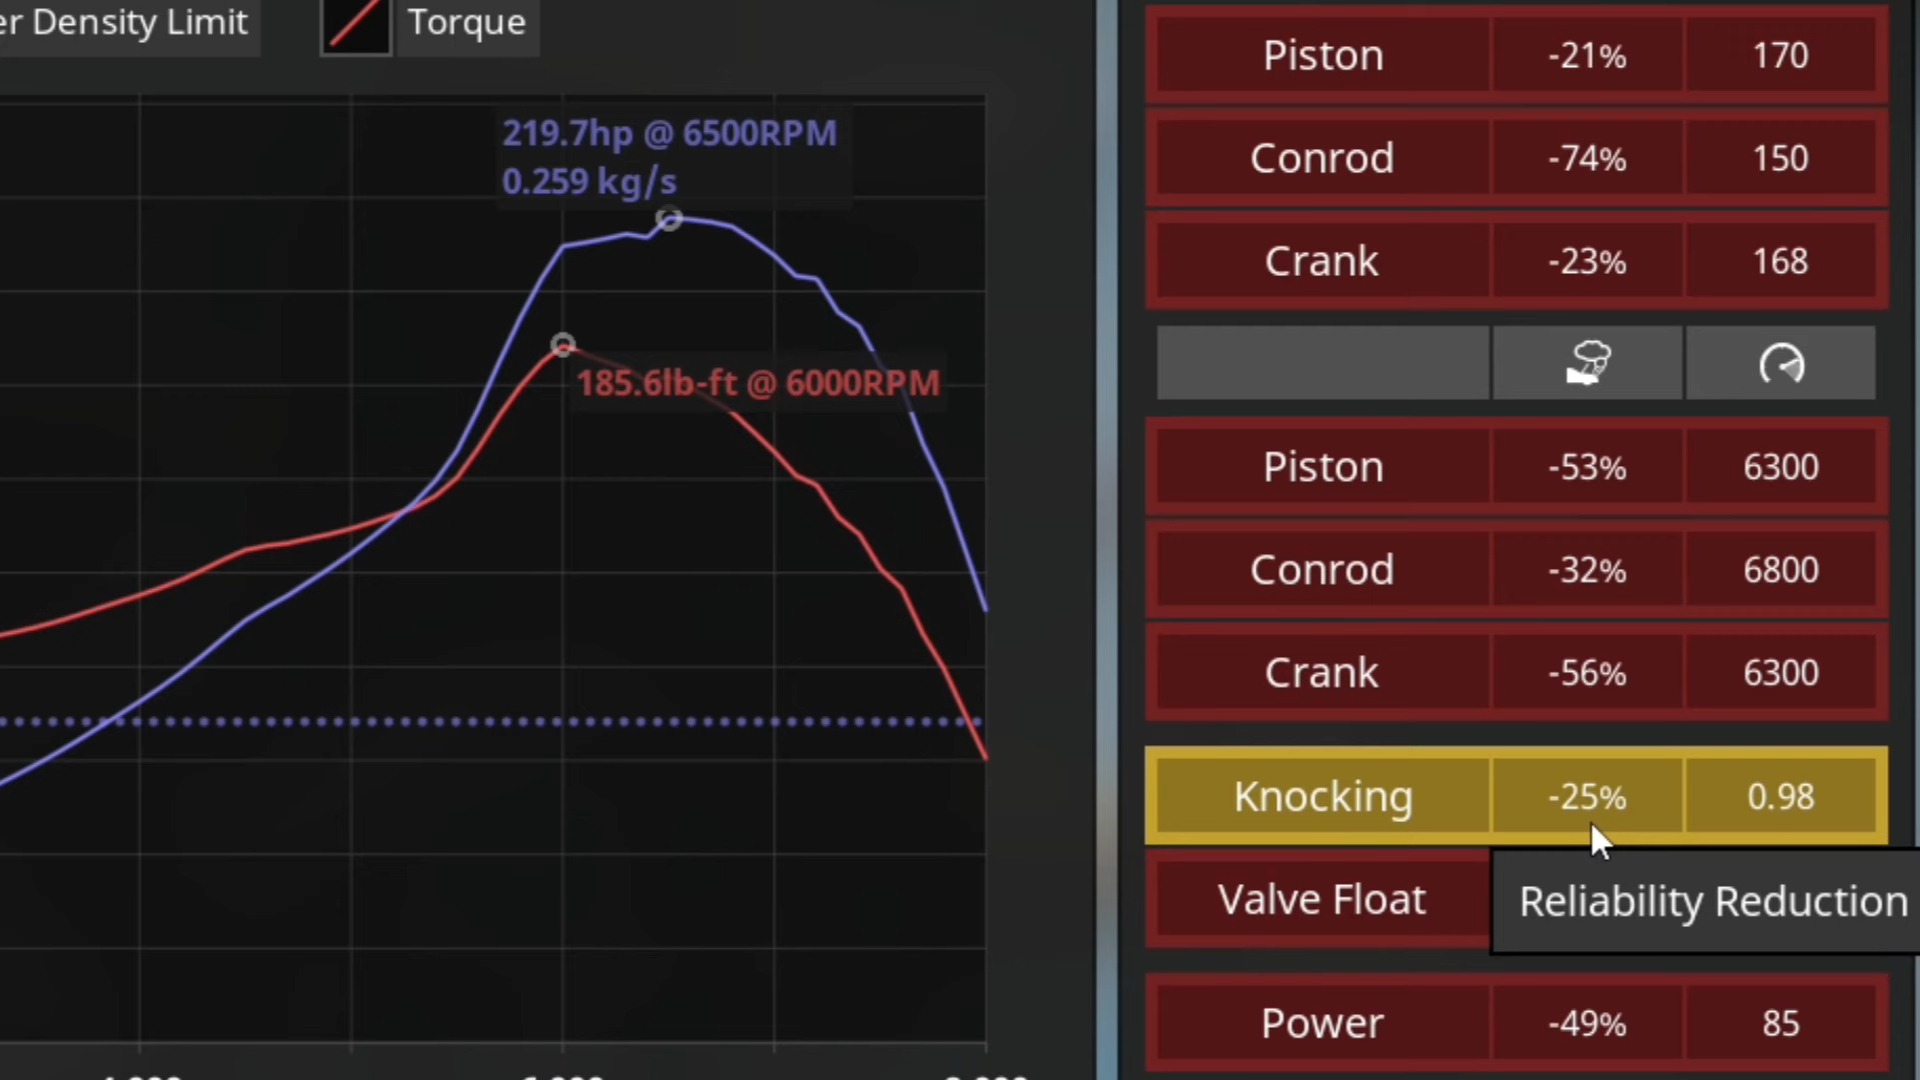 er Density Limit
Torque
219.7hp @ 6500RPM
0.259 kg/s
185.6lb-ft @ 6000RPM
Piston -21% 170
Conrod -74% 150
Crank -23% 168
Piston -53% 6300
Conrod -32% 6800
Crank -56% 6300
Knocking -25% 0.98
Valve Float
Reliability Reduction
Power -49% 85